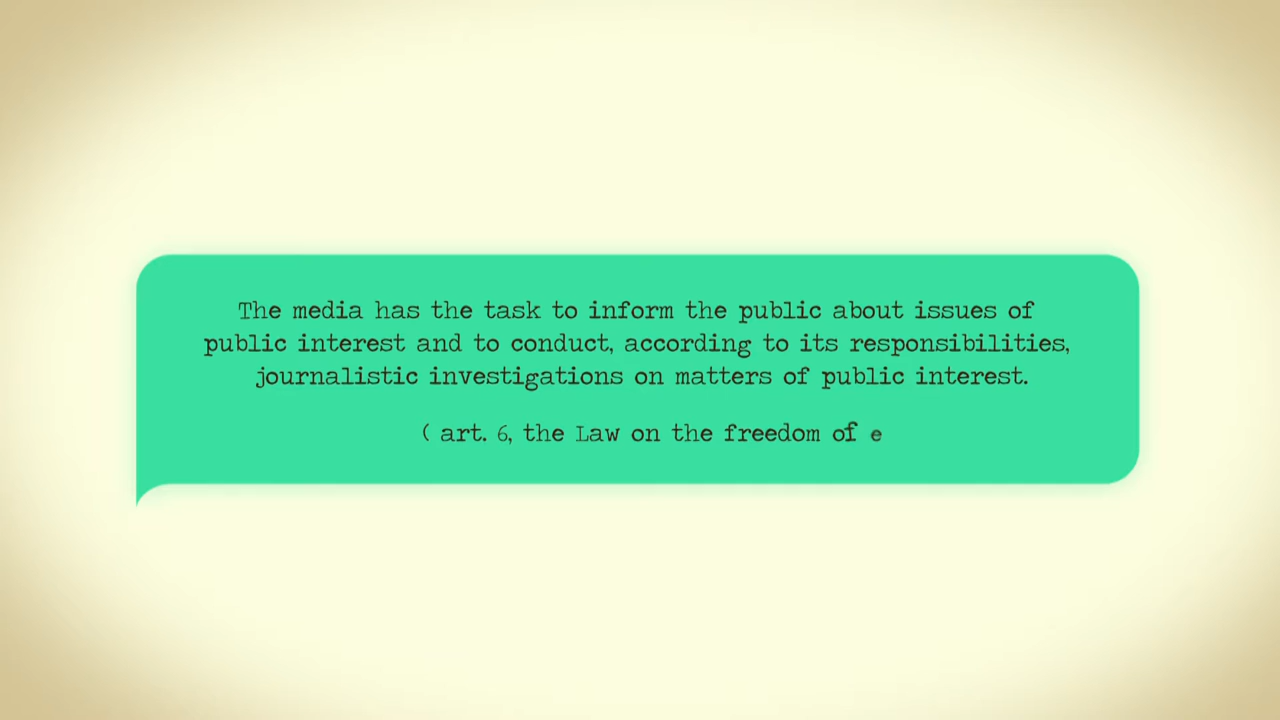 The media has the task to inform the public about issues of
public interest and to conduct, according to its responsibilities,
journalistic investigations on matters of public interest.
( art. 6, the Law on the freedom of e